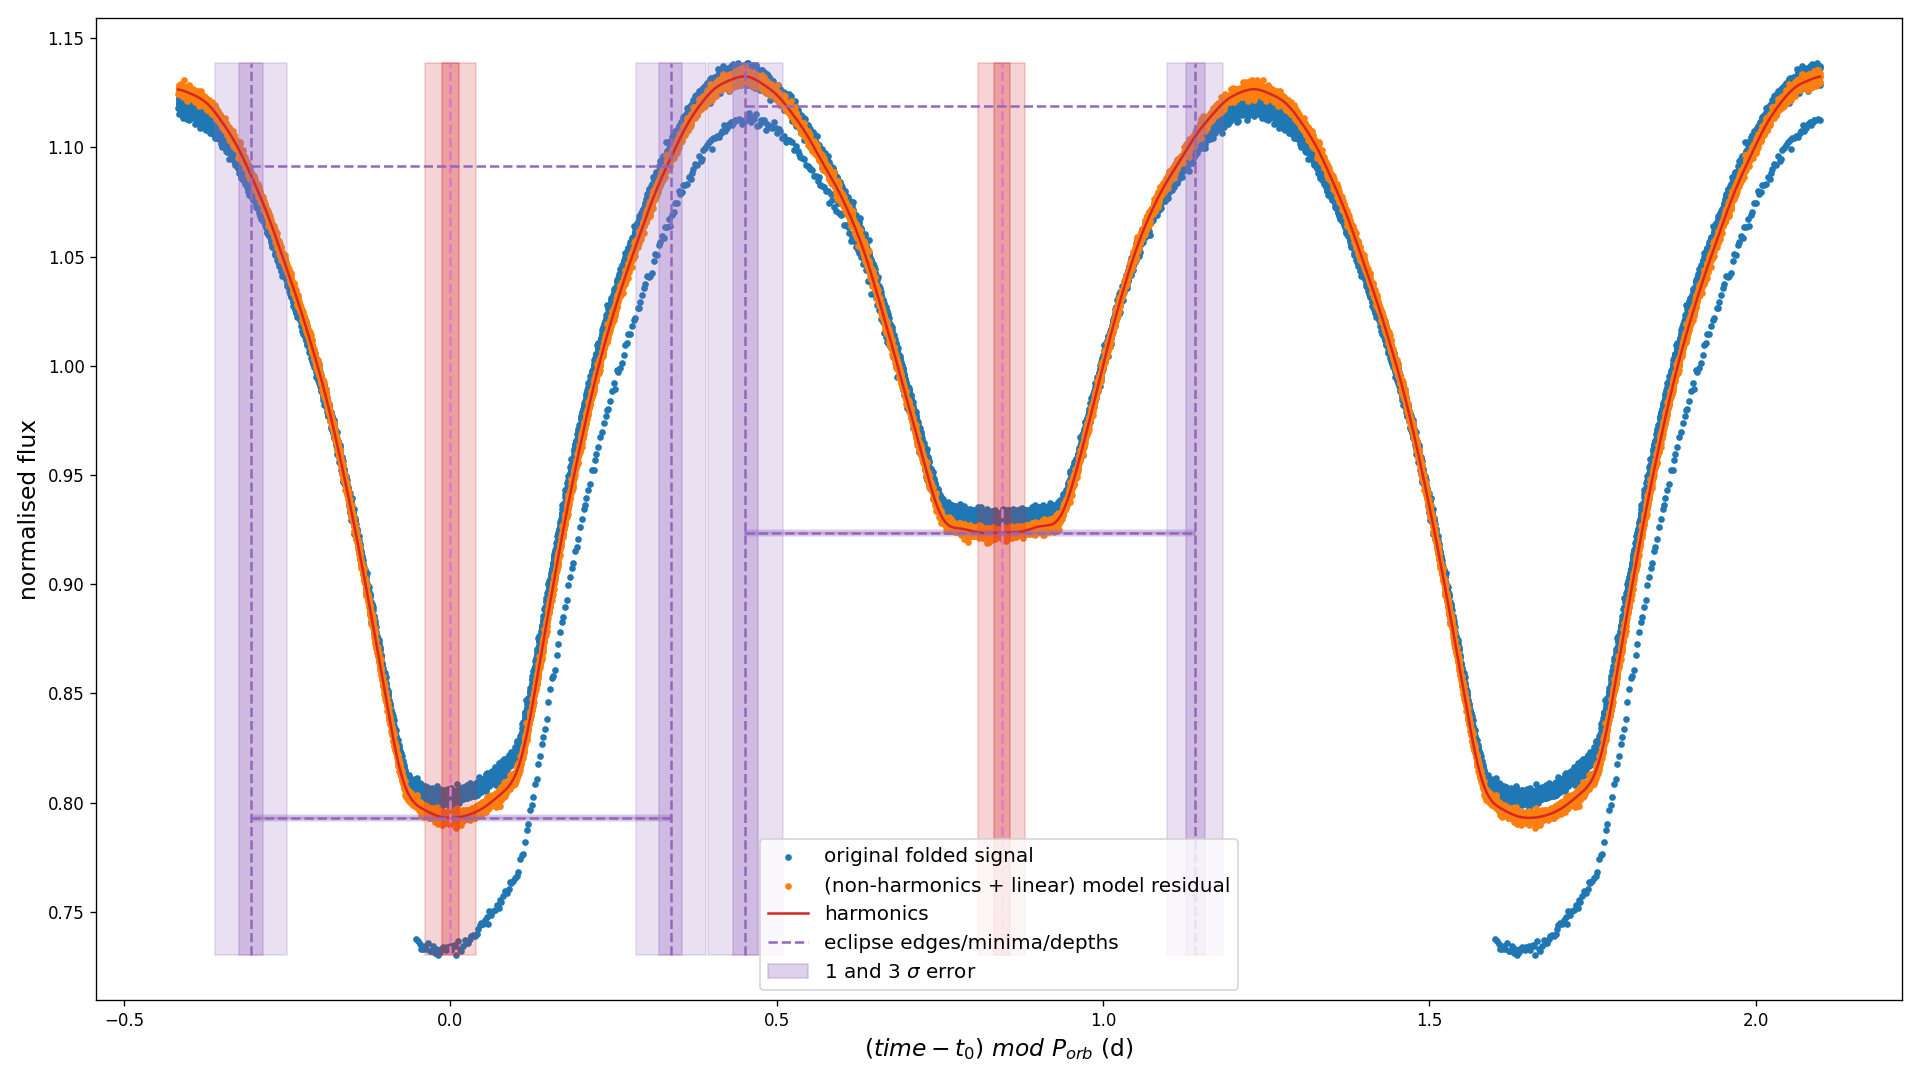 1.15
1.10
1.05
1.00
0.95
0.90
0.85
0.80
0.75
normalised flux
original folded signal
(non-harmonics + linear) model residual
harmonics
eclipse edges/minima/depths
1 and 3 σ error
−0.5 0.0 0.5 1.0 1.5 2.0
(time − t₀) mod Pₒᵣb (d)